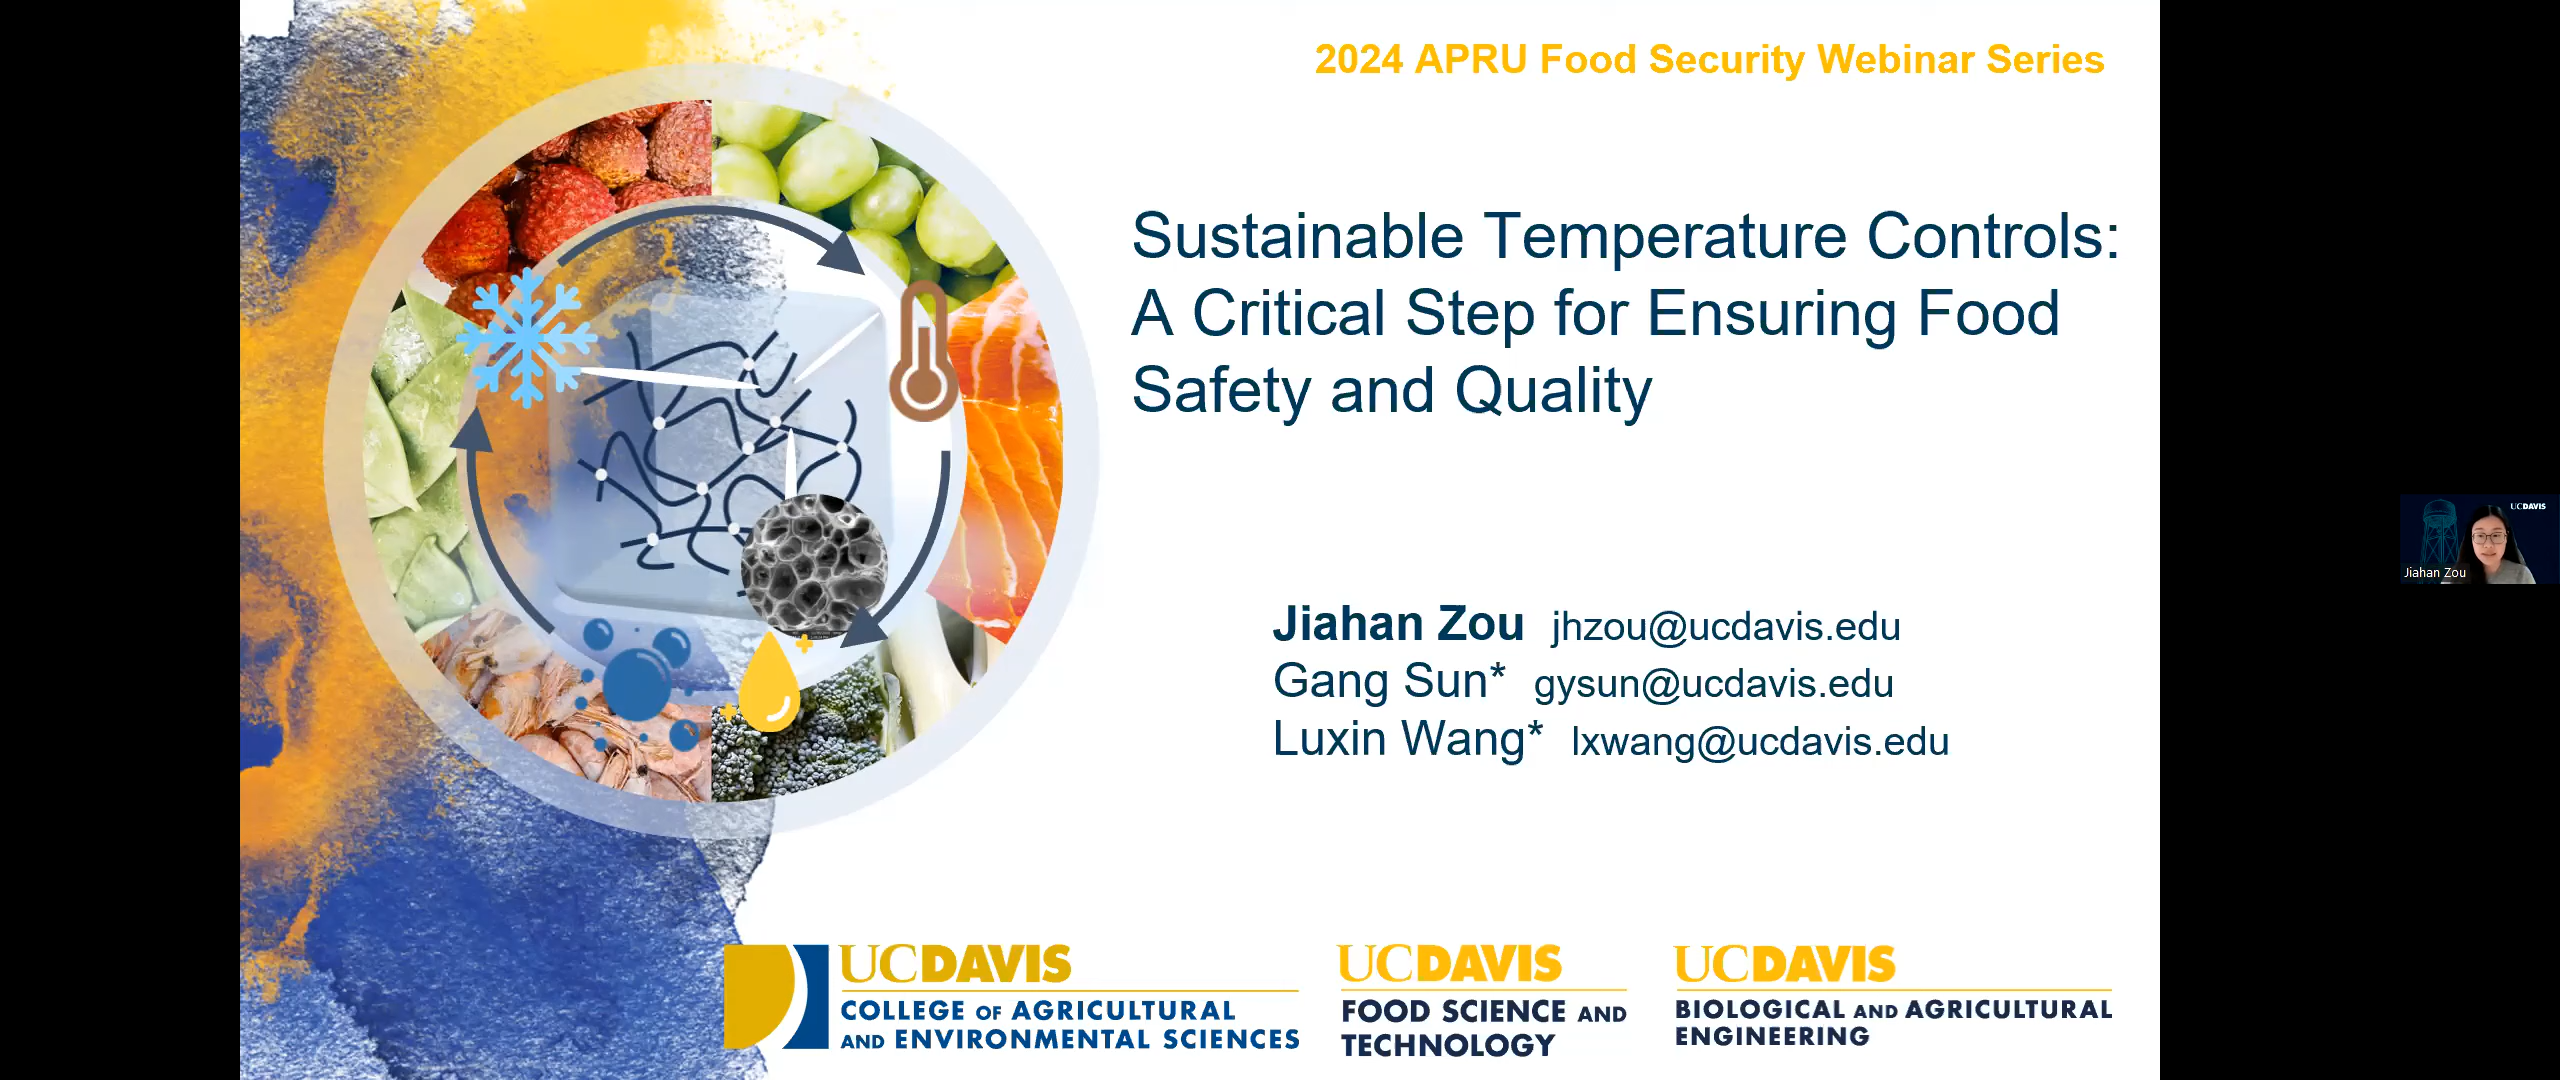 2024 APRU Food Security Webinar Series
Sustainable Temperature Controls:
A Critical Step for Ensuring Food
Safety and Quality
Jiahan Zou jhzou@ucdavis.edu
Gang Sun* gysun@ucdavis.edu
Luxin Wang* lxwang@ucdavis.edu
UCDAVIS
COLLEGE OF AGRICULTURAL
AND ENVIRONMENTAL SCIENCES
UCDAVIS
FOOD SCIENCE AND
TECHNOLOGY
UCDAVIS
BIOLOGICAL AND AGRICULTURAL
ENGINEERING
UCDAVIS
Jiahan Zou